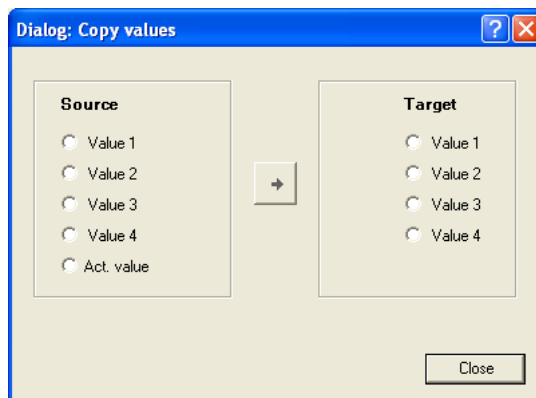 Dialog: Copy values
Source
Value 1
Value 2
Value 3
Value 4
Act. value
Target
Value 1
Value 2
Value 3
Value 4
Close